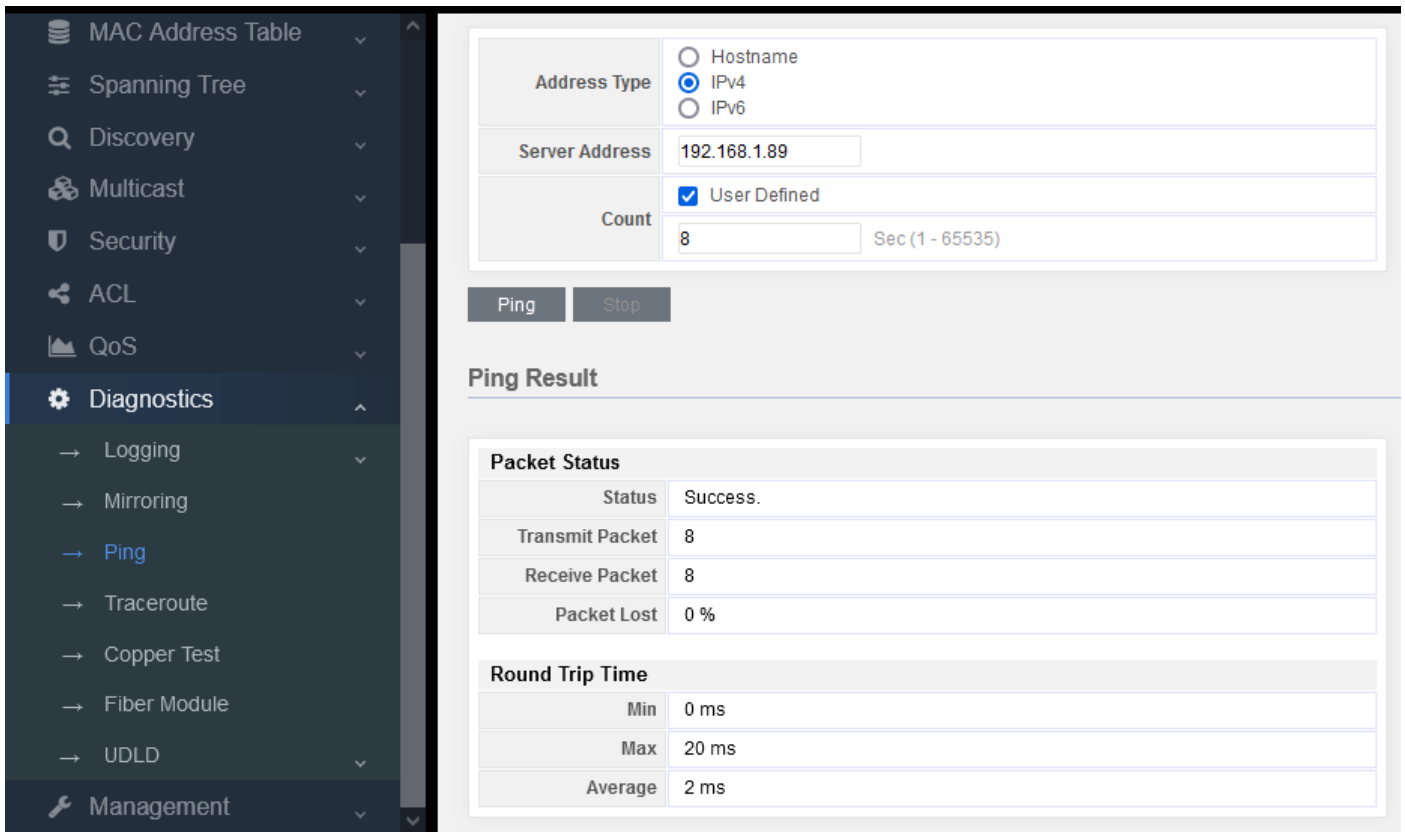 MAC Address Table
Spanning Tree
Discovery
Multicast
Security
ACL
QoS
Diagnostics
Logging
Mirroring
Ping
Traceroute
Copper Test
Fiber Module
UDLD
Management
Address Type
Hostname
IPv4
IPv6
Server Address 192.168.1.89
Count
User Defined
8 Sec (1 - 65535)
Ping Stop
Ping Result
Packet Status
Status Success.
Transmit Packet 8
Receive Packet 8
Packet Lost 0 %
Round Trip Time
Min 0 ms
Max 20 ms
Average 2 ms